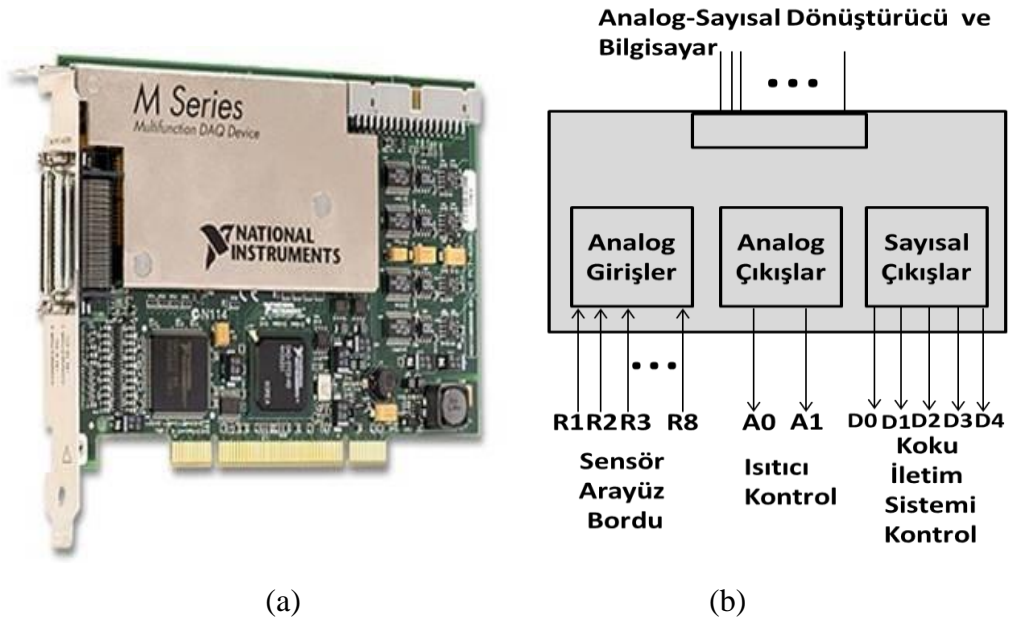 M Series
Multifunction DAQ Device
NATIONAL
INSTRUMENTS
N114
(a)
Analog-Sayısal Dönüştürücü ve
Bilgisayar
Analog
Girişler
Analog
Çıkışlar
Sayısal
Çıkışlar
R1 R2 R3 R8 A0 A1 D0 D1 D2 D3 D4
Sensör
Arayüz
Bordu
Isıtıcı
Kontrol
Koku
İletim
Sistemi
Kontrol
(b)